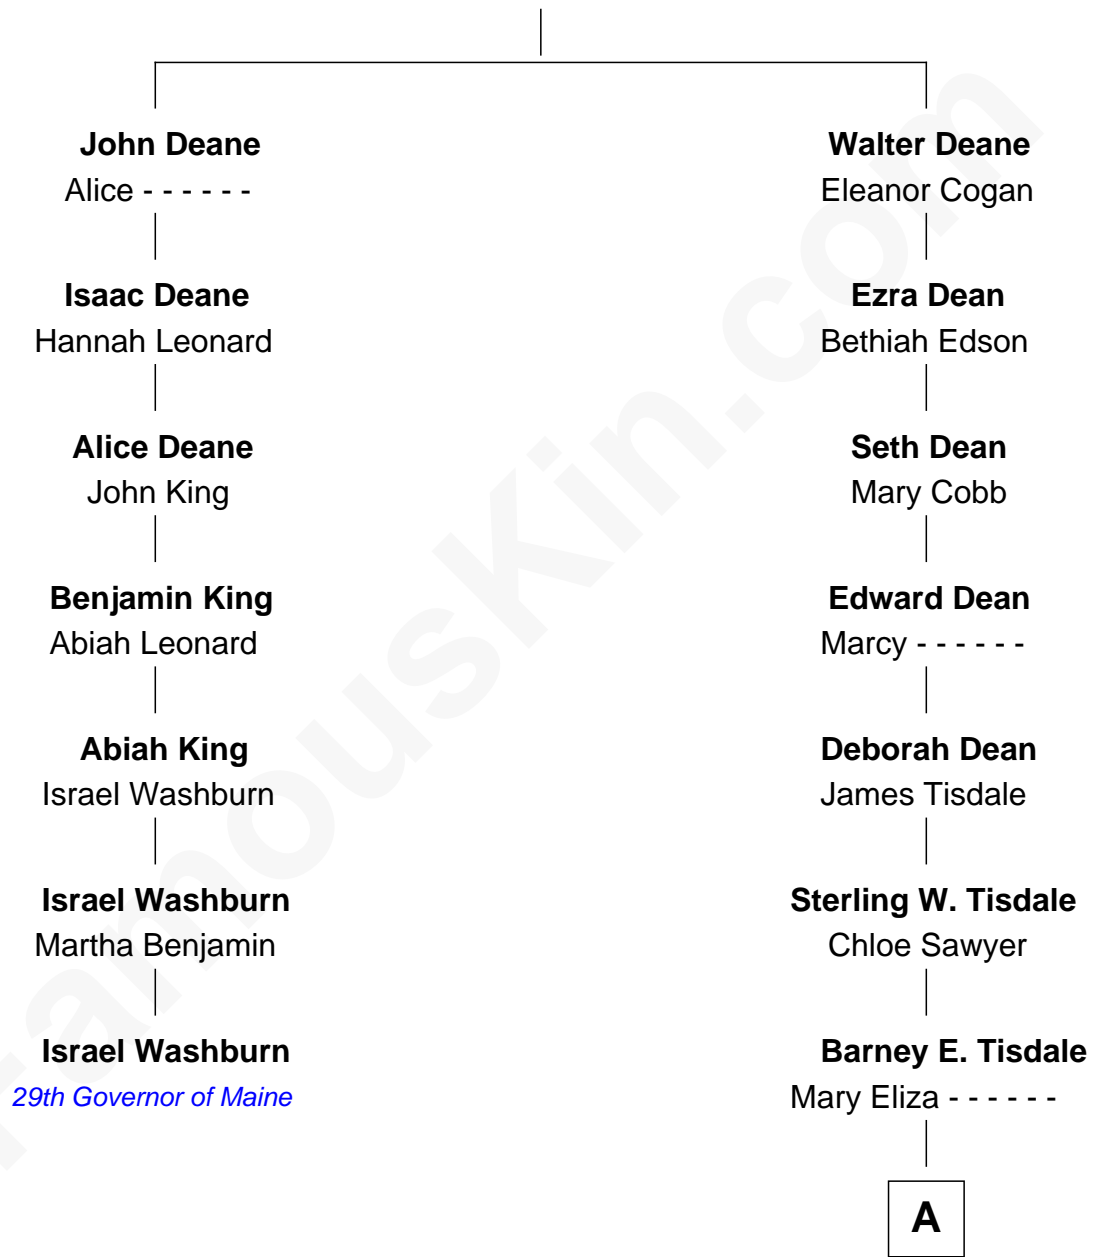 John Deane
Alice - - - - - -
Isaac Deane
Hannah Leonard
Alice Deane
John King
Benjamin King
Abiah Leonard
Abiah King
Israel Washburn
Israel Washburn
Martha Benjamin
Israel Washburn
29th Governor of Maine
Walter Deane
Eleanor Cogan
Ezra Dean
Bethiah Edson
Seth Dean
Mary Cobb
Edward Dean
Marcy - - - - - -
Deborah Dean
James Tisdale
Sterling W. Tisdale
Chloe Sawyer
Barney E. Tisdale
Mary Eliza - - - - - -
A
FamousKin.com